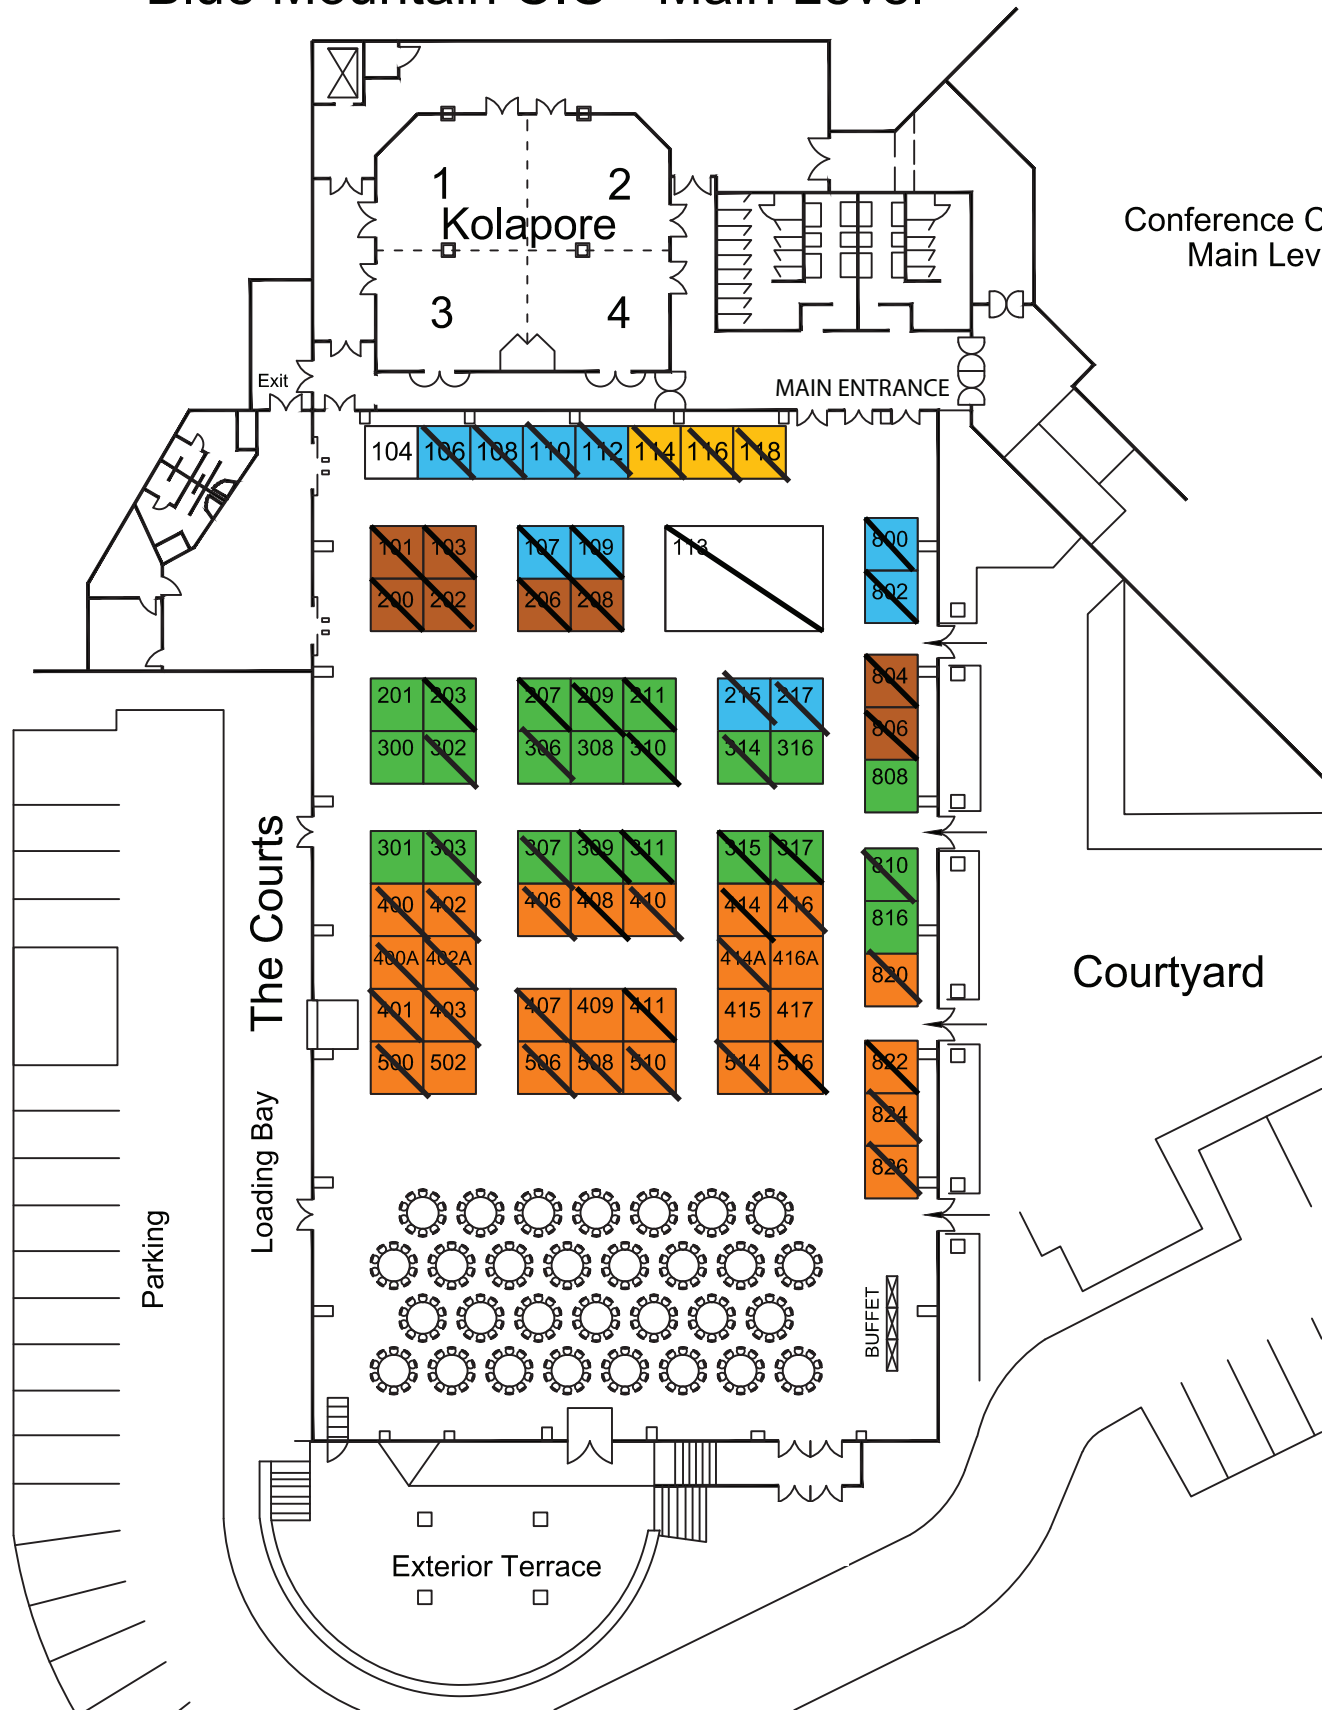 Blue Mountain C.C - Main Level
1 2
Kolapore
3 4
Conference C
Main Lev
Exit
MAIN ENTRANCE
104 106 108 110 112 114 116 118
101 103 107 109 113 800
200 202 206 208 802
201 203 207 209 211 215 217 804
300 302 306 308 310 314 316 806
808
301 303 307 309 311 315 317 810
400 402 406 408 410 414 416 816
400A 402A 414A 416A 820
401 403 407 409 411 415 417
500 502 506 508 510 514 516 822
824
826
The Courts
Courtyard
Loading Bay
Parking
BUFFET
Exterior Terrace